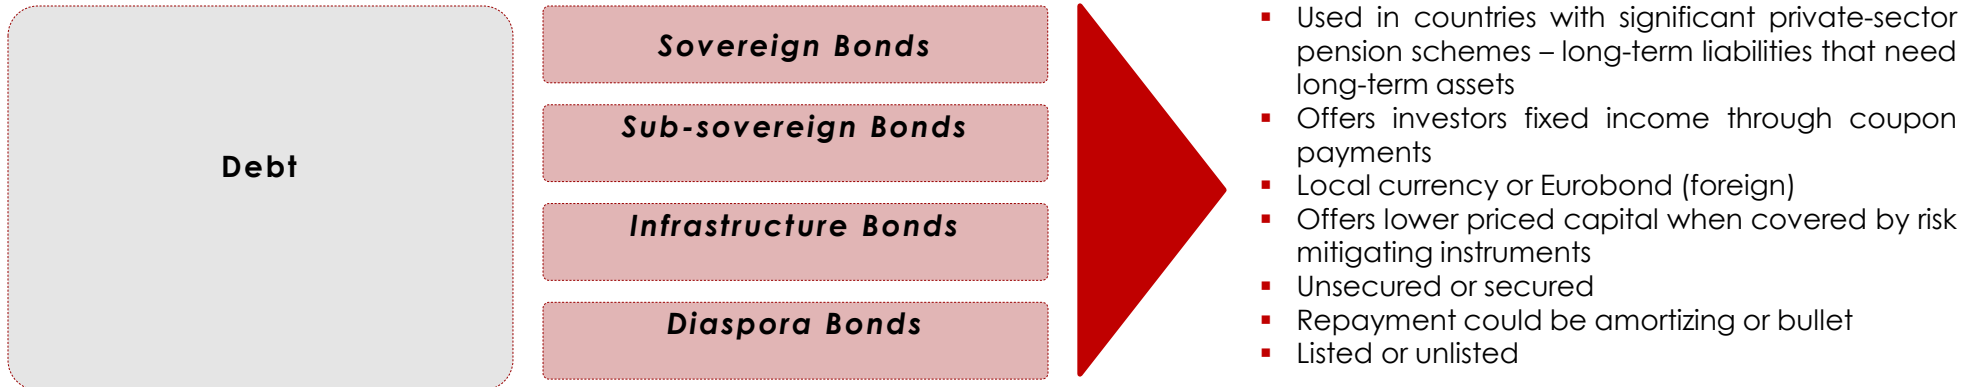 Debt
Sovereign Bonds
Sub-sovereign Bonds
Infrastructure Bonds
Diaspora Bonds
▪ Used in countries with significant private-sector
pension schemes – long-term liabilities that need
long-term assets
▪ Offers investors fixed income through coupon
payments
▪ Local currency or Eurobond (foreign)
▪ Offers lower priced capital when covered by risk
mitigating instruments
▪ Unsecured or secured
▪ Repayment could be amortizing or bullet
▪ Listed or unlisted